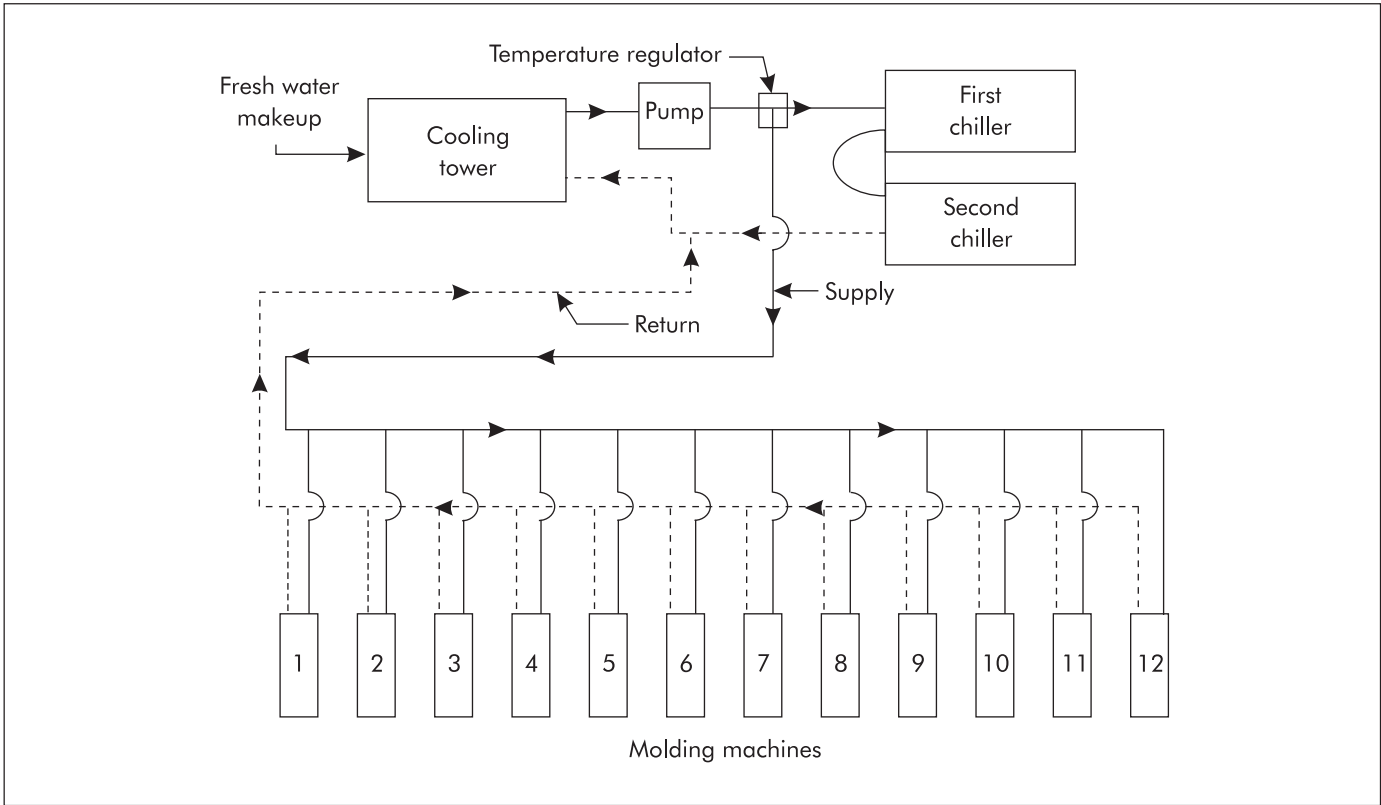 Temperature regulator
Fresh water
makeup
Cooling
tower
Pump
First
chiller
Second
chiller
Supply
Return
1 2 3 4 5 6 7 8 9 10 11 12
Molding machines